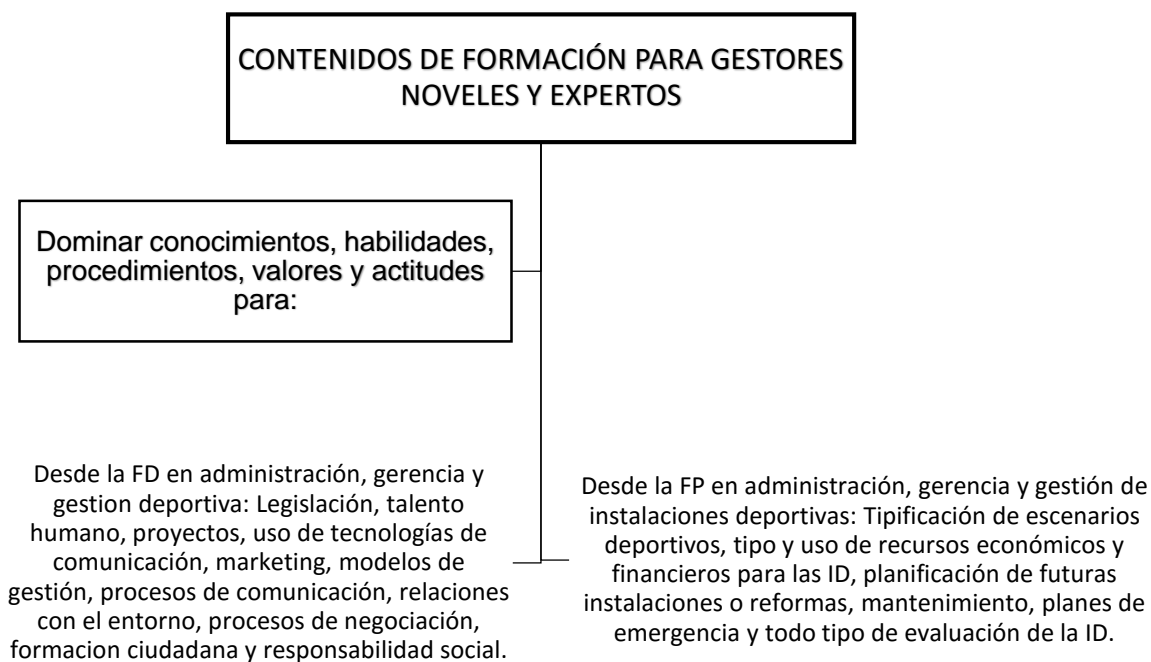 CONTENIDOS DE FORMACIÓN PARA GESTORES
NOVELES Y EXPERTOS
Dominar conocimientos, habilidades,
procedimientos, valores y actitudes
para:
Desde la FD en administración, gerencia y
gestion deportiva: Legislación, talento
humano, proyectos, uso de tecnologías de
comunicación, marketing, modelos de
gestión, procesos de comunicación, relaciones
con el entorno, procesos de negociación,
formacion ciudadana y responsabilidad social.
Desde la FP en administración, gerencia y gestión de
instalaciones deportivas: Tipificación de escenarios
deportivos, tipo y uso de recursos económicos y
financieros para las ID, planificación de futuras
instalaciones o reformas, mantenimiento, planes de
emergencia y todo tipo de evaluación de la ID.